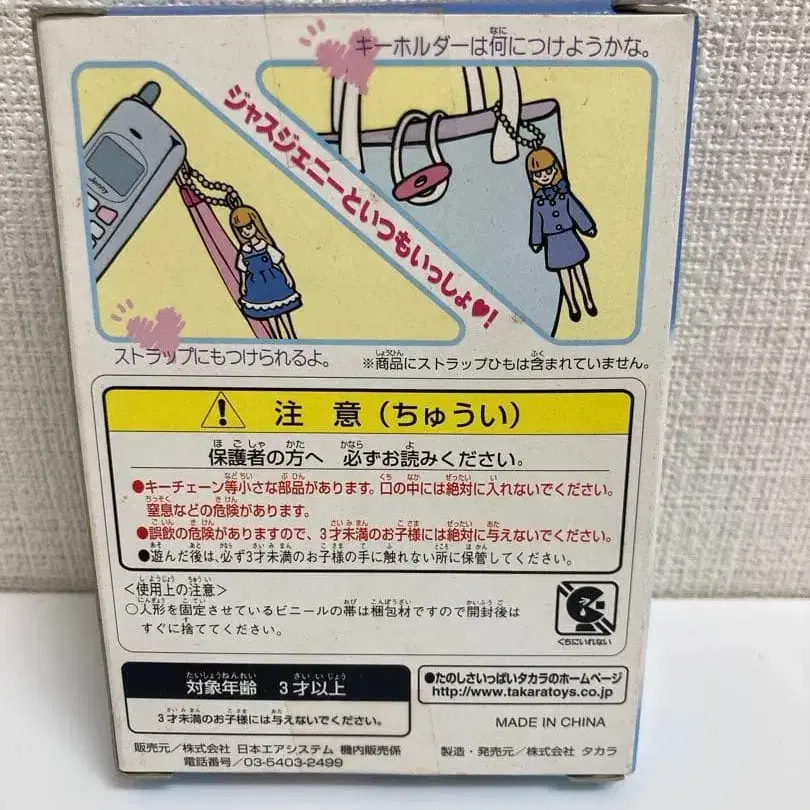 キーホルダーは何につけようかな。
ジャスジェニーといつもいっしょ♥!
Jenny
ストラップにもつけられるよ。
※商品にストラップひもは含まれていません。
注 意（ちゅうい）
保護者の方へ 必ずお読みください。
●キーチェーン等小さな部品があります。口の中には絶対に入れないでください。
窒息などの危険があります。
●誤飲の危険がありますので、3才未満のお子様には絶対に与えないでください。
●遊んだ後は、必ず3才未満のお子様の手に触れない所に保管してください。
＜使用上の注意＞
○人形を固定させているビニールの帯は梱包材ですので開封後は
すぐに捨ててください。
くちにいれない
対象年齢 3才以上
3才未満のお子様には与えないでください。
●たのしさいっぱいタカラのホームページ
http://www.takaratoys.co.jp
MADE IN CHINA
販売元／株式会社 日本エアシステム 機内販売係
電話番号／03-5403-2499
製造・発売元／株式会社 タカラ